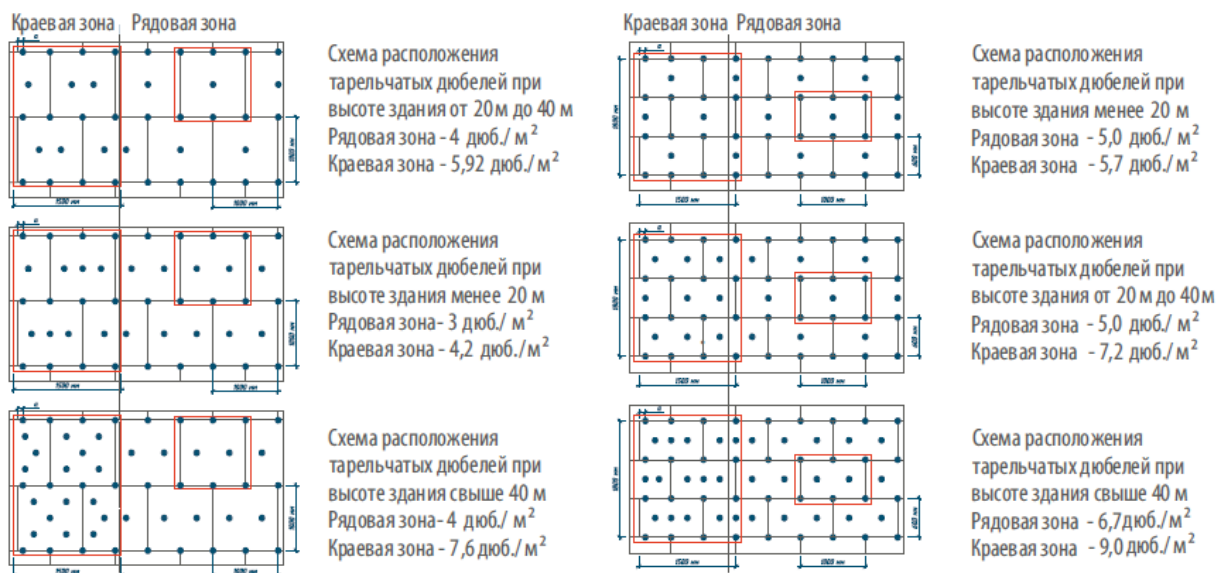 Краевая зона Рядовая зона
Схема расположения
тарельчатых дюбелей при
высоте здания от 20 м до 40 м
Рядовая зона - 4 дюб./ м²
Краевая зона - 5,92 дюб./ м²
Схема расположения
тарельчатых дюбелей при
высоте здания менее 20 м
Рядовая зона- 3 дюб./ м²
Краевая зона - 4,2 дюб./м²
Схема расположения
тарельчатых дюбелей при
высоте здания свыше 40 м
Рядовая зона- 4 дюб./ м²
Краевая зона - 7,6 дюб./ м²
Краевая зона Рядовая зона
Схема расположения
тарельчатых дюбелей при
высоте здания менее 20 м
Рядовая зона - 5,0 дюб./ м²
Краевая зона - 5,7 дюб./ м²
Схема расположения
тарельчатых дюбелей при
высоте здания от 20 м до 40 м
Рядовая зона - 5,0 дюб./ м²
Краевая зона - 7,2 дюб./ м²
Схема расположения
тарельчатых дюбелей при
высоте здания свыше 40 м
Рядовая зона - 6,7дюб./ м²
Краевая зона - 9,0 дюб./ м²